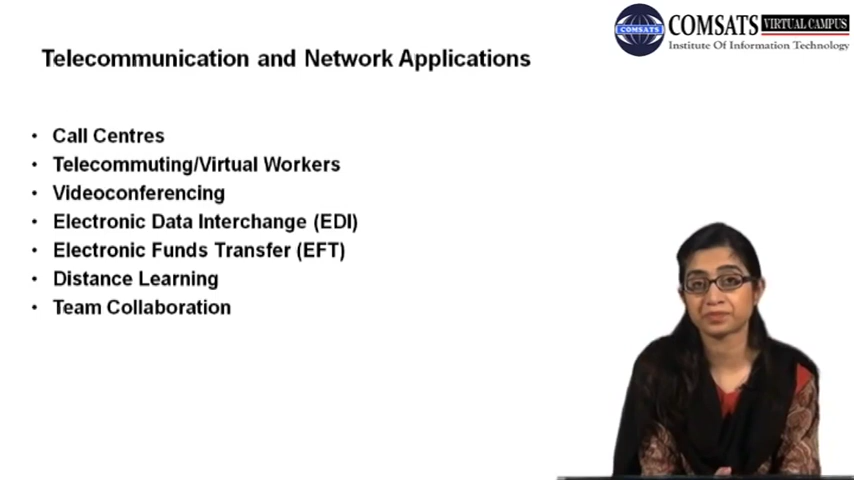 COMSATS VIRTUAL CAMPUS
COMSATS
Institute Of Information Technology
Telecommunication and Network Applications
• Call Centres
• Telecommuting/Virtual Workers
• Videoconferencing
• Electronic Data Interchange (EDI)
• Electronic Funds Transfer (EFT)
• Distance Learning
• Team Collaboration